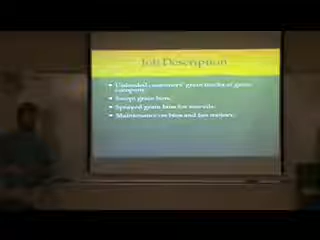 Job Description
• Unloaded customers' grain trucks at grain
company.
• Swept grain bins.
• Sprayed grain bins for weevils.
• Maintenance on bins and fan motors.